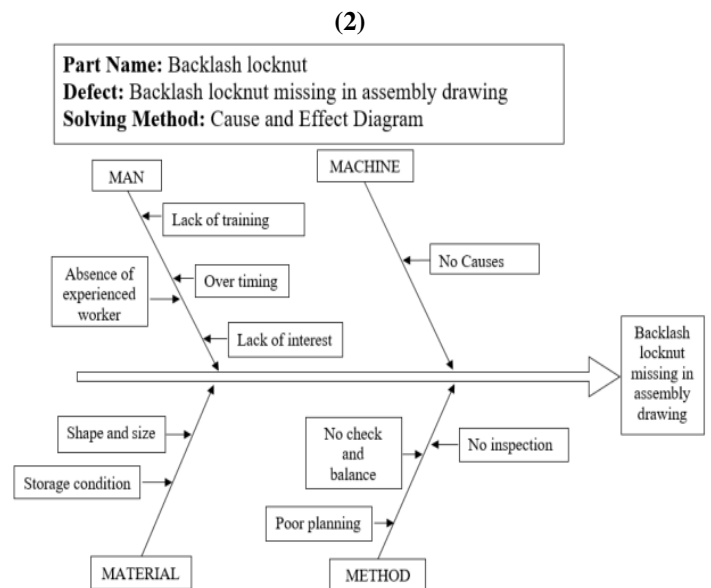 (2)
Part Name: Backlash locknut
Defect: Backlash locknut missing in assembly drawing
Solving Method: Cause and Effect Diagram
MAN
MACHINE
Lack of training
No Causes
Over timing
Absence of
experienced
worker
Lack of interest
Backlash
locknut
missing in
assembly
drawing
Shape and size
No check
and
balance
No inspection
Storage condition
Poor planning
MATERIAL
METHOD